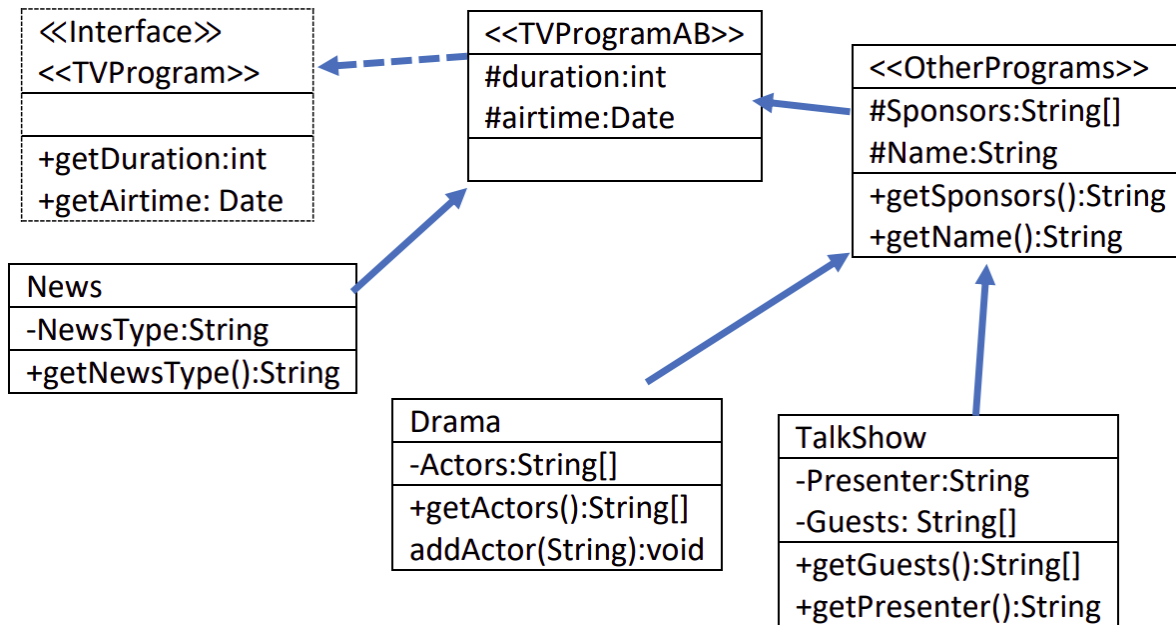 ≪Interface≫
<<TVProgram>>
+getDuration:int
+getAirtime: Date
<<TVProgramAB>>
#duration:int
#airtime:Date
<<OtherPrograms>>
#Sponsors:String[]
#Name:String
+getSponsors():String
+getName():String
News
-NewsType:String
+getNewsType():String
Drama
-Actors:String[]
+getActors():String[]
addActor(String):void
TalkShow
-Presenter:String
-Guests: String[]
+getGuests():String[]
+getPresenter():String